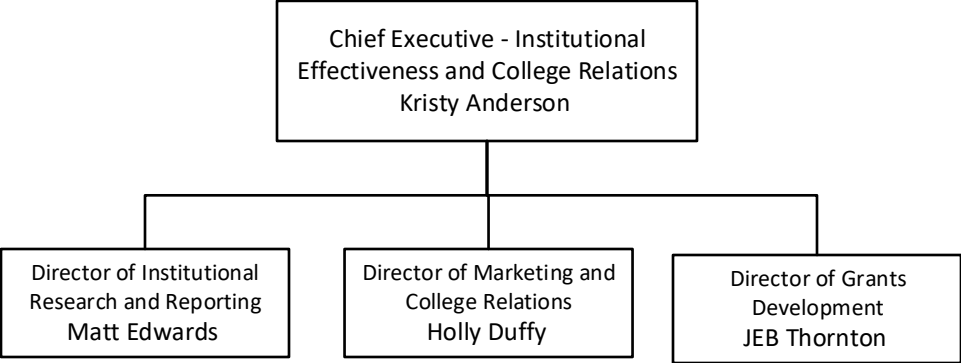 Chief Executive - Institutional
Effectiveness and College Relations
Kristy Anderson
Director of Institutional
Research and Reporting
Matt Edwards
Director of Marketing and
College Relations
Holly Duffy
Director of Grants
Development
JEB Thornton